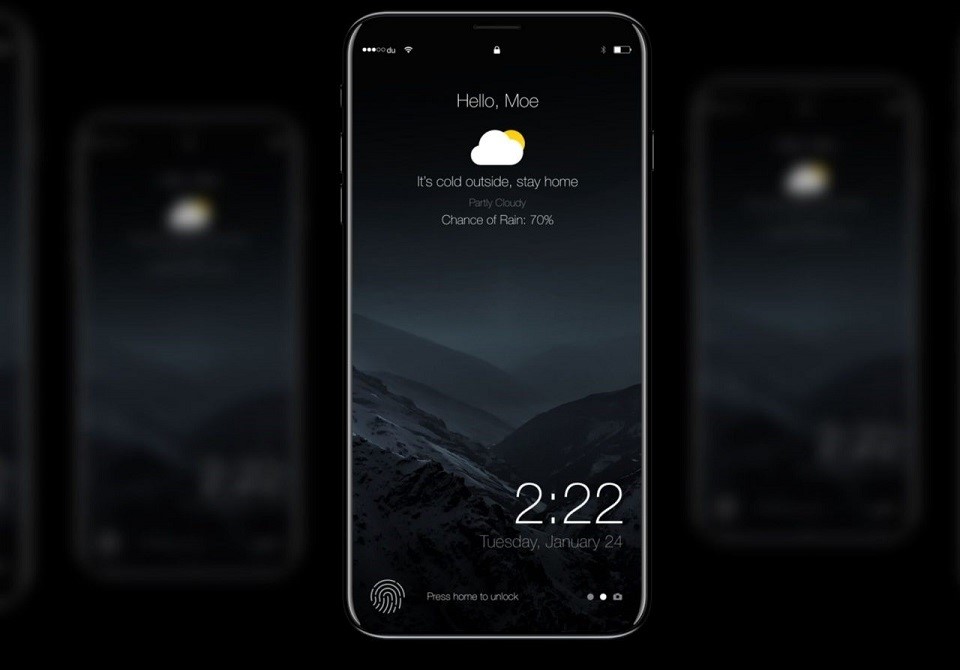 du
Hello, Moe
It's cold outside, stay home
Partly Cloudy
Chance of Rain: 70%
2:22
Tuesday, January 24
Press home to unlock